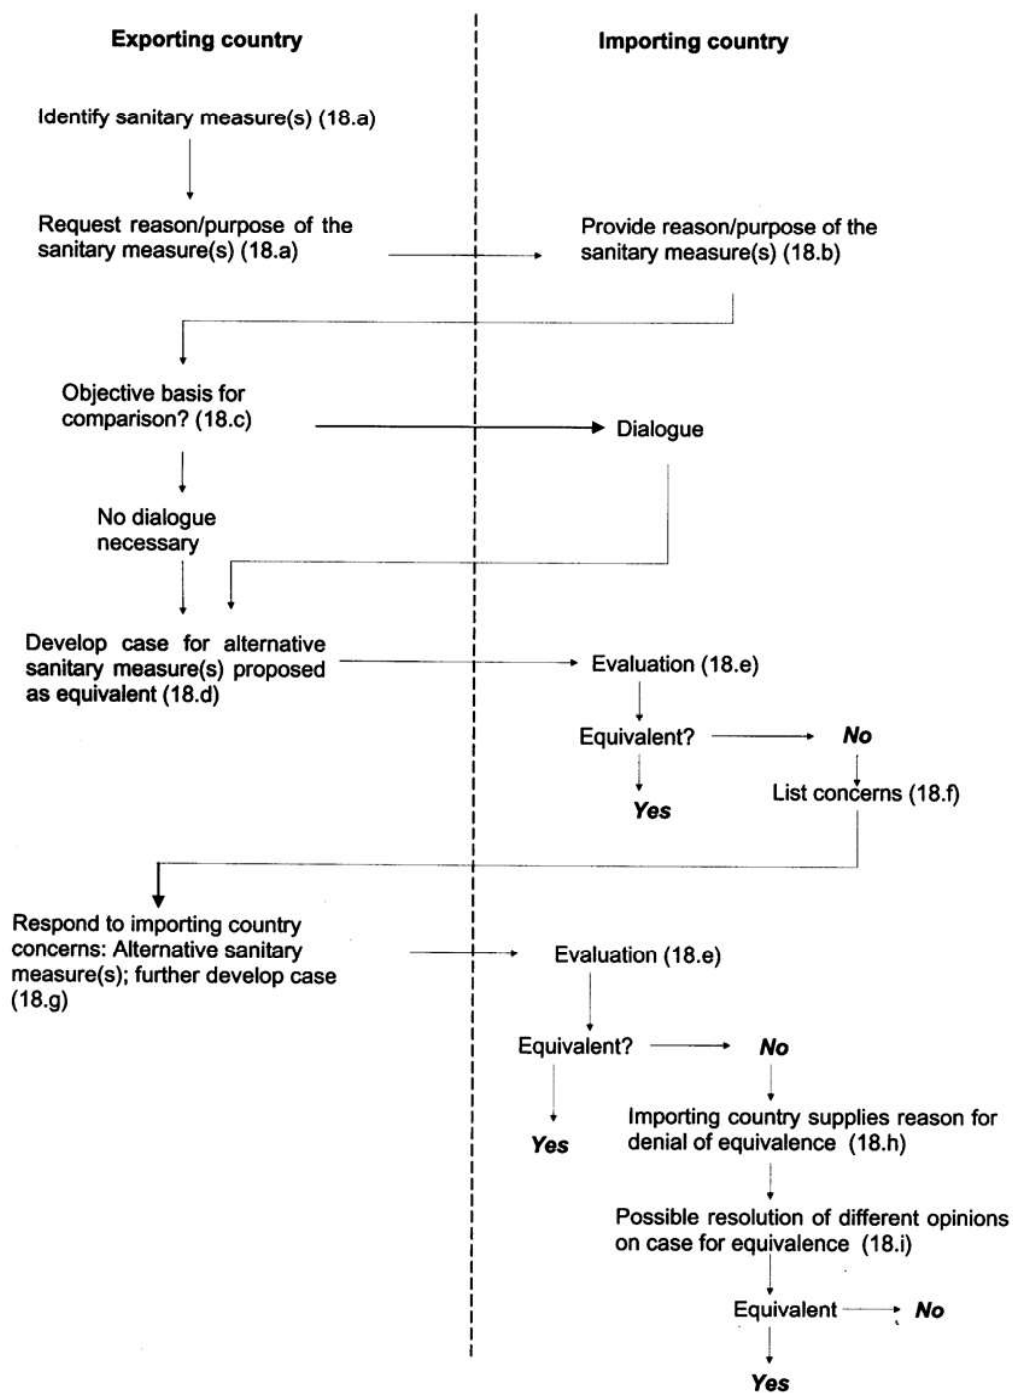 Exporting country
Importing country
Identify sanitary measure(s) (18.a)
Request reason/purpose of the
sanitary measure(s) (18.a)
Provide reason/purpose of the
sanitary measure(s) (18.b)
Objective basis for
comparison? (18.c)
Dialogue
No dialogue
necessary
Develop case for alternative
sanitary measure(s) proposed
as equivalent (18.d)
Evaluation (18.e)
Equivalent?
No
Yes
List concerns (18.f)
Respond to importing country
concerns: Alternative sanitary
measure(s); further develop case
(18.g)
Evaluation (18.e)
Equivalent?
No
Yes
Importing country supplies reason for
denial of equivalence (18.h)
Possible resolution of different opinions
on case for equivalence (18.i)
Equivalent
No
Yes